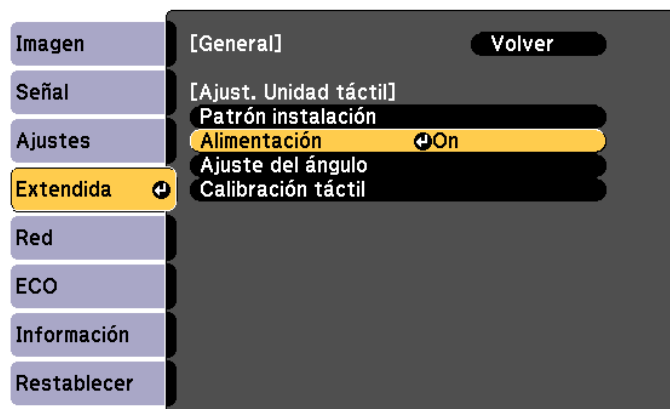 Imagen
Señal
Ajustes
Extendida
Red
ECO
Información
Restablecer
[General] Volver
[Ajust. Unidad táctil]
Patrón instalación
Alimentación On
Ajuste del ángulo
Calibración táctil